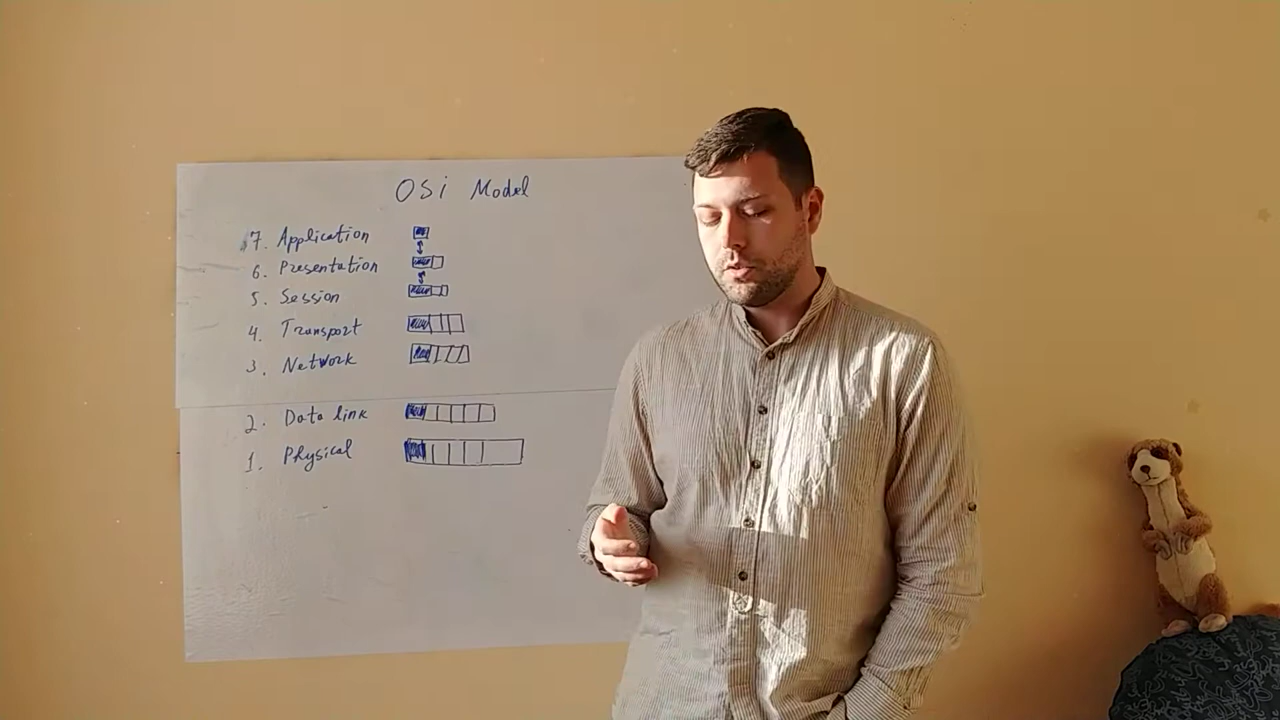 OSi Model
7. Application
6. Presentation
5. Session
4. Transport
3. Network
2. Data link
1. Physical